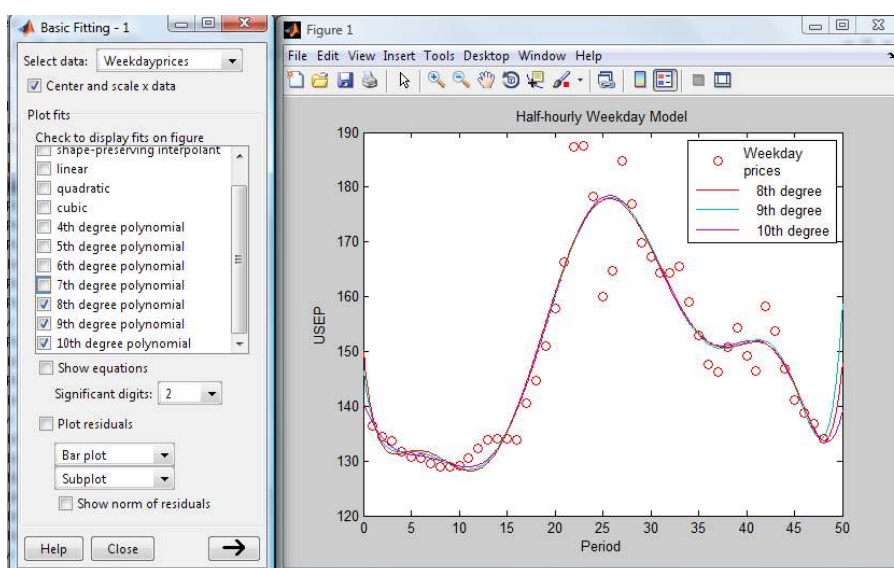 Basic Fitting - 1
Select data: Weekdayprices
Center and scale x data
Plot fits
Check to display fits on figure
shape-preserving interpolant
linear
quadratic
cubic
4th degree polynomial
5th degree polynomial
6th degree polynomial
7th degree polynomial
8th degree polynomial
9th degree polynomial
10th degree polynomial
Show equations
Significant digits: 2
Plot residuals
Bar plot
Subplot
Show norm of residuals
Help Close
Figure 1
File Edit View Insert Tools Desktop Window Help
Half-hourly Weekday Model
190
180
170
160
150
140
130
120
USEP
Weekday
prices
8th degree
9th degree
10th degree
0 5 10 15 20 25 30 35 40 45 50
Period